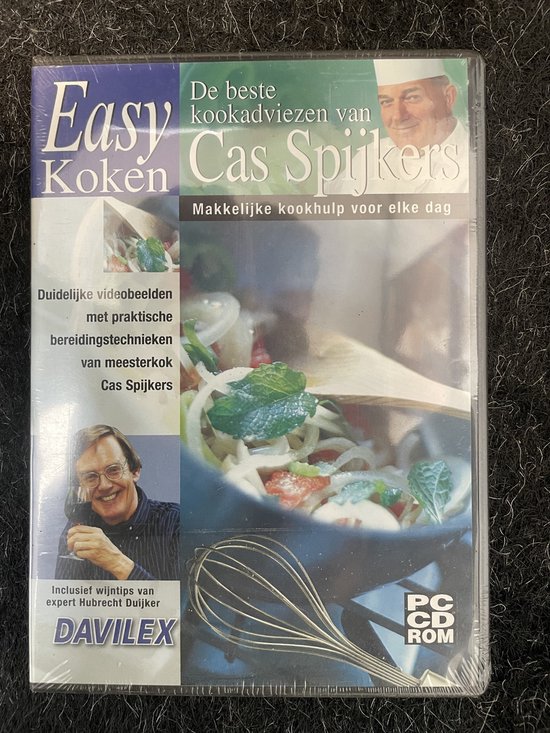 Easy
Koken
De beste
kookadviezen van
Cas Spijkers
Makkelijke kookhulp voor elke dag
Duidelijke videobeelden
met praktische
bereidingstechnieken
van meesterkok
Cas Spijkers
Inclusief wijntips van
expert Hubrecht Duijker
DAVILEX
PC
CD
ROM